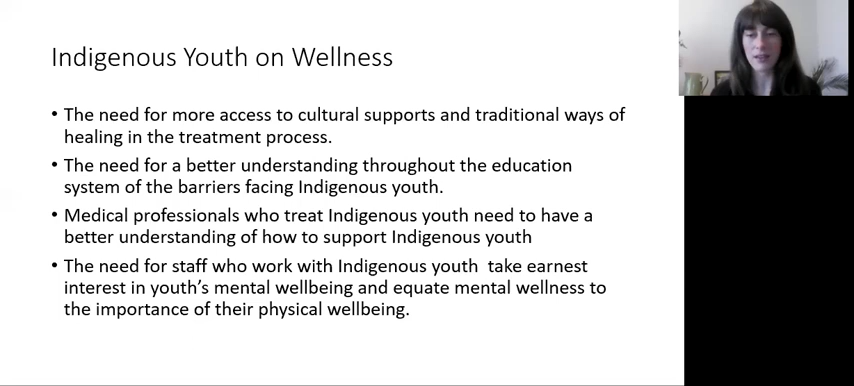 Indigenous Youth on Wellness
• The need for more access to cultural supports and traditional ways of
healing in the treatment process.
• The need for a better understanding throughout the education
system of the barriers facing Indigenous youth.
• Medical professionals who treat Indigenous youth need to have a
better understanding of how to support Indigenous youth
• The need for staff who work with Indigenous youth  take earnest
interest in youth's mental wellbeing and equate mental wellness to
the importance of their physical wellbeing.